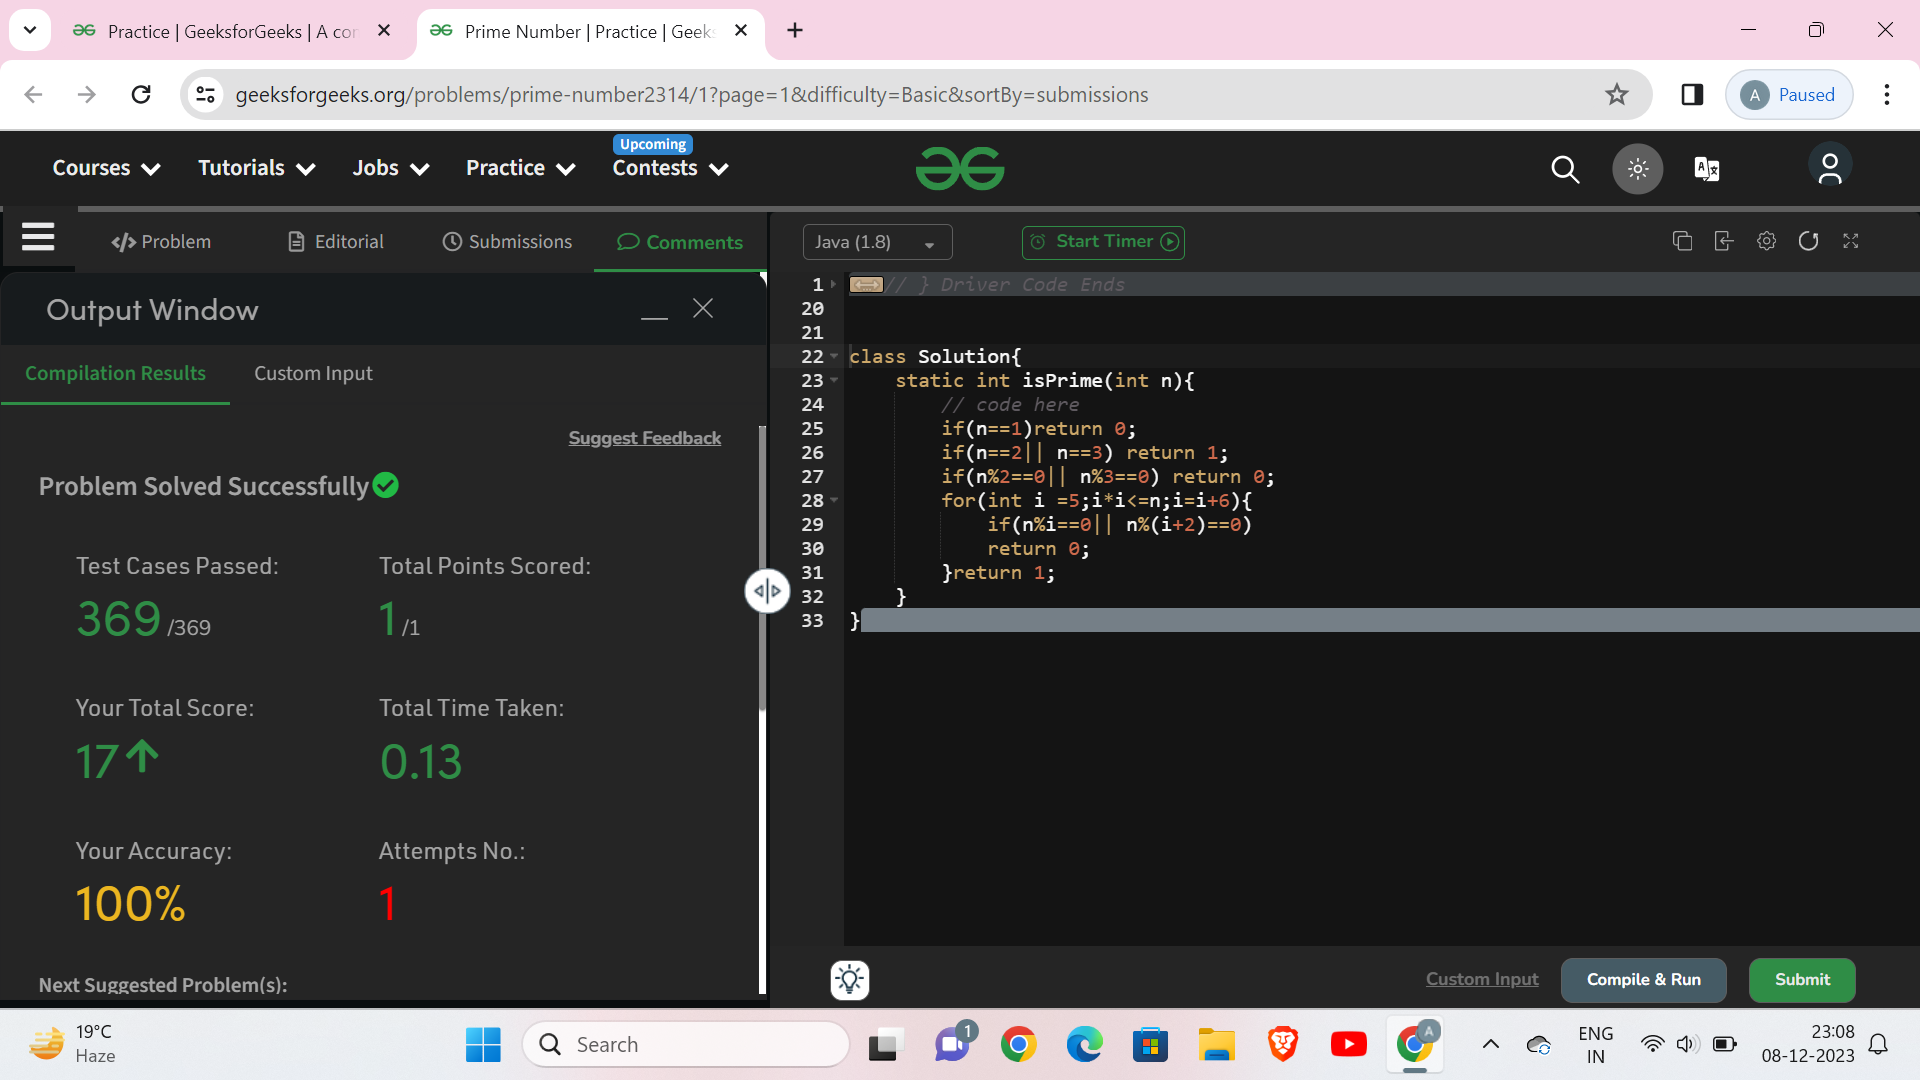 Practice | GeeksforGeeks | A co
Prime Number | Practice | Geeks
geeksforgeeks.org/problems/prime-number2314/1?page=1&difficulty=Basic&sortBy=submissions
A Paused
Courses Tutorials Jobs Practice Upcoming Contests
Problem Editorial Submissions Comments
Java (1.8) Start Timer
Output Window
Compilation Results Custom Input
Suggest Feedback
Problem Solved Successfully
Test Cases Passed: Total Points Scored:
369 /369 1 /1
Your Total Score: Total Time Taken:
17 0.13
Your Accuracy: Attempts No.:
100% 1
Next Suggested Problem(s):
1 // } Driver Code Ends
20
21
22 class Solution{
23 static int isPrime(int n){
24 // code here
25 if(n==1)return 0;
26 if(n==2|| n==3) return 1;
27 if(n%2==0|| n%3==0) return 0;
28 for(int i =5;i*i<=n;i=i+6){
29 if(n%i==0|| n%(i+2)==0)
30 return 0;
31 }return 1;
32 }
33 }
Custom Input Compile & Run Submit
19°C
Haze
Search
1
A
ENG
IN
23:08
08-12-2023